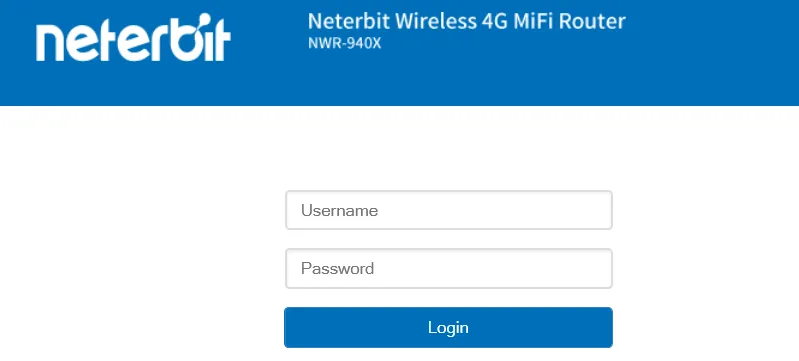 neterbit
Neterbit Wireless 4G MiFi Router
NWR-940X
Username
Password
Login